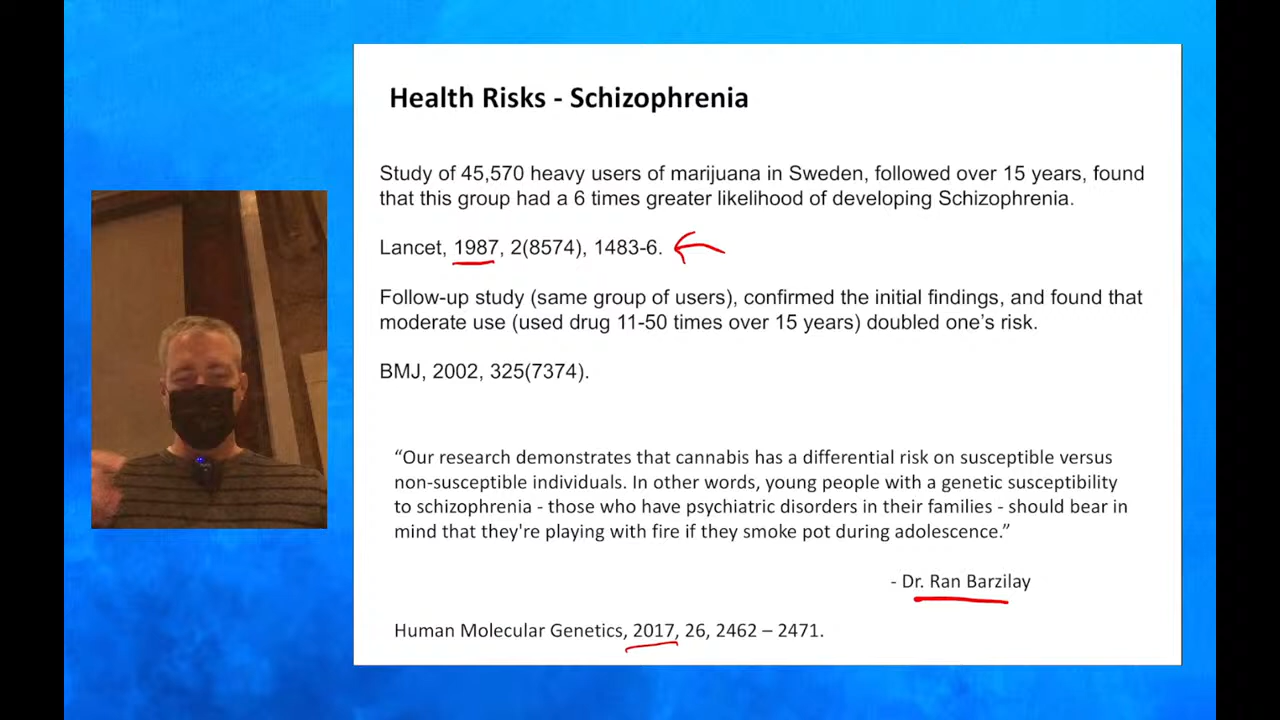 Health Risks - Schizophrenia
Study of 45,570 heavy users of marijuana in Sweden, followed over 15 years, found
that this group had a 6 times greater likelihood of developing Schizophrenia.
Lancet, 1987, 2(8574), 1483-6.
Follow-up study (same group of users), confirmed the initial findings, and found that
moderate use (used drug 11-50 times over 15 years) doubled one’s risk.
BMJ, 2002, 325(7374).
“Our research demonstrates that cannabis has a differential risk on susceptible versus
non-susceptible individuals. In other words, young people with a genetic susceptibility
to schizophrenia - those who have psychiatric disorders in their families - should bear in
mind that they're playing with fire if they smoke pot during adolescence.”
- Dr. Ran Barzilay
Human Molecular Genetics, 2017, 26, 2462 – 2471.